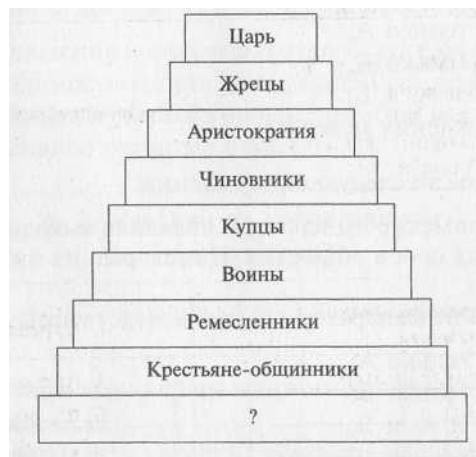 Царь
Жрецы
Аристократия
Чиновники
Купцы
Воины
Ремесленники
Крестьяне-общинники
?